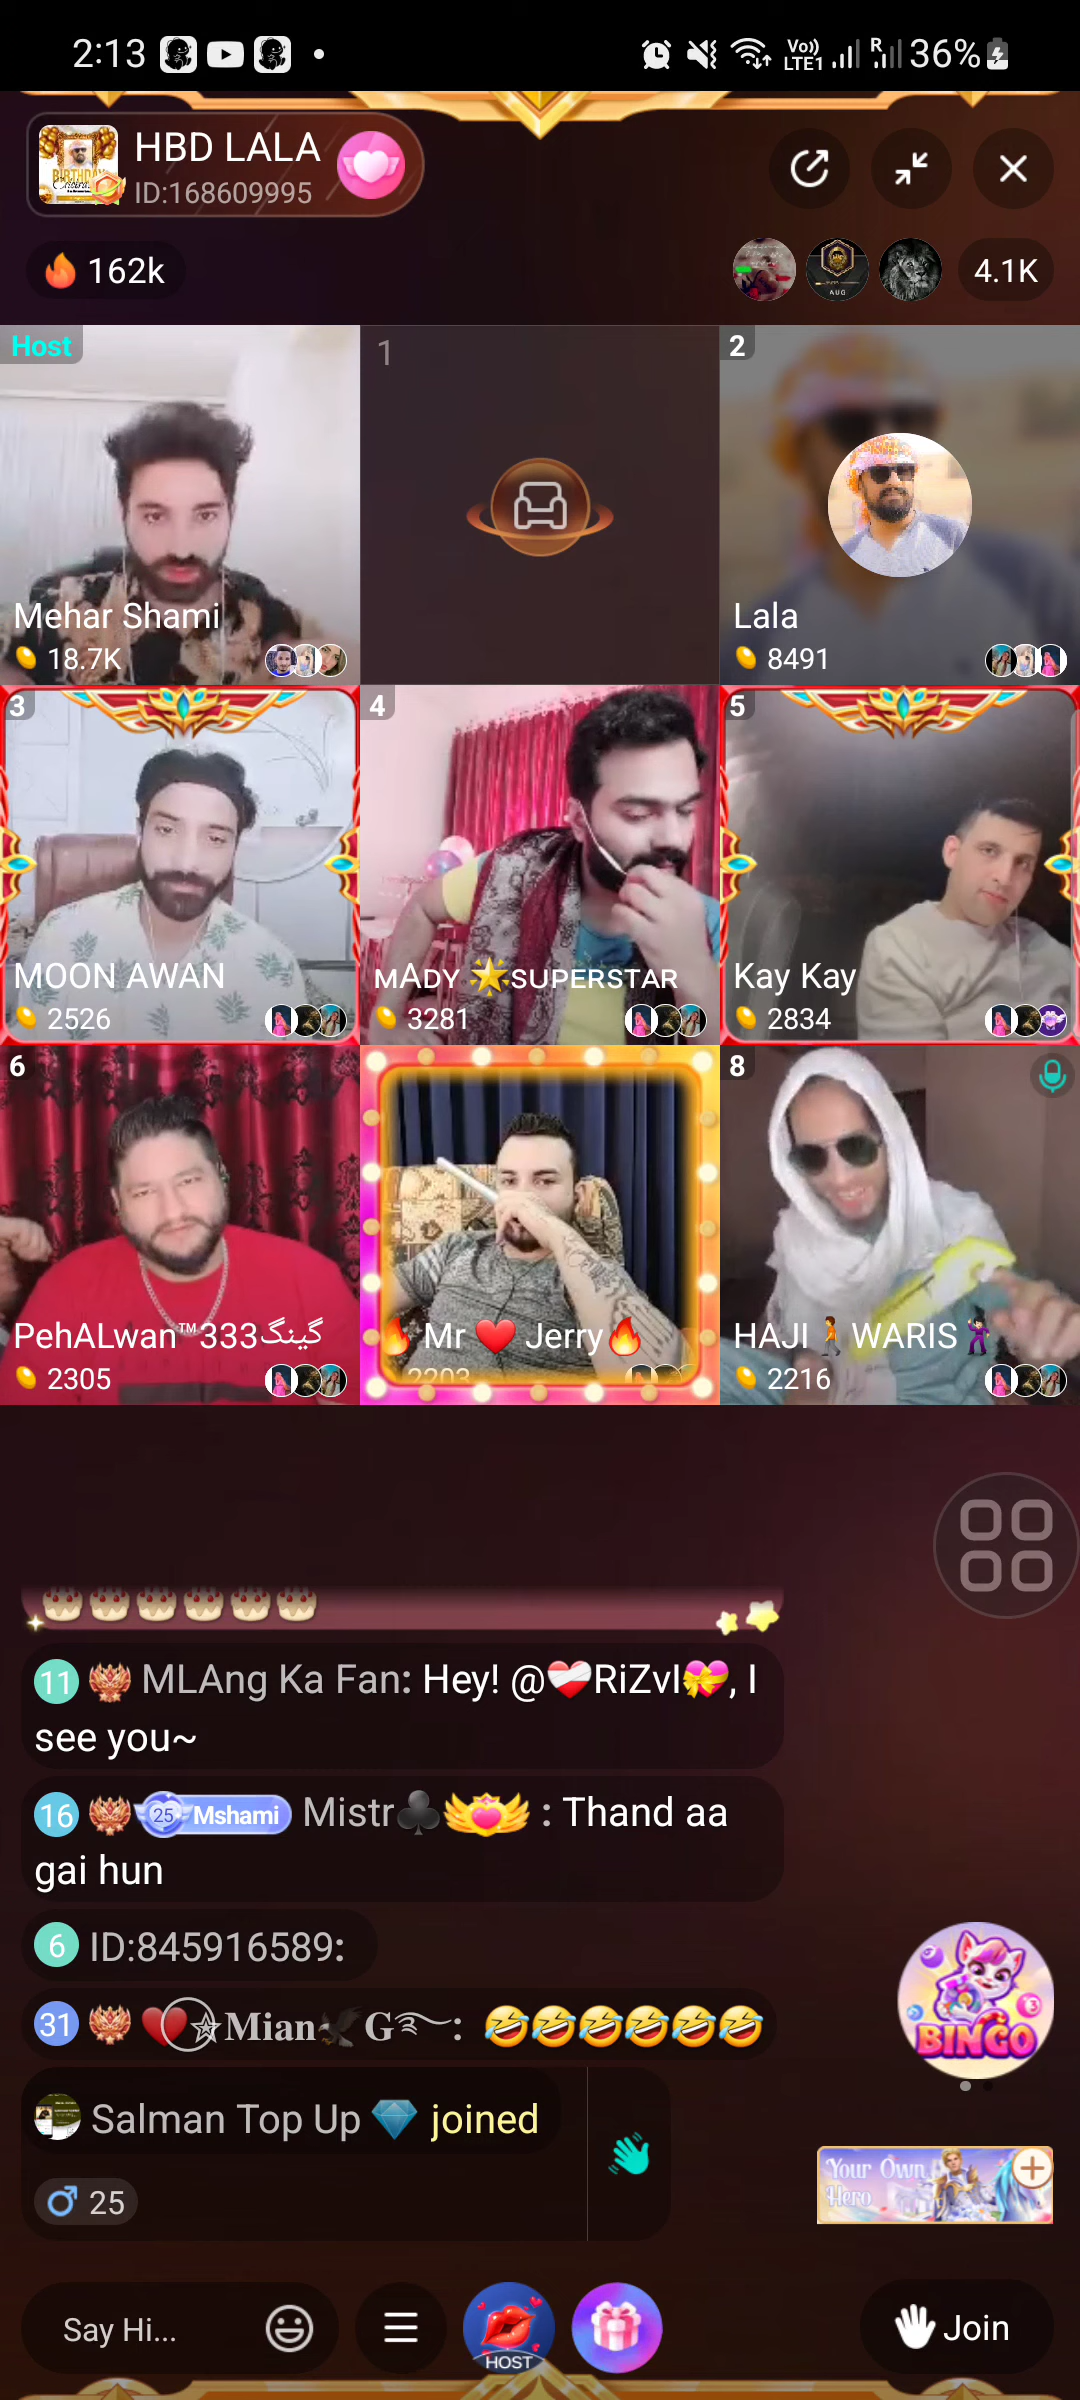 2:13
Vo))
LTE1
R
36%
HBD LALA
ID:168609995
162k
4.1K
Host
Mehar Shami
18.7K
1
2
Lala
8491
3
MOON AWAN
2526
4
mADY 🌟SUPERSTAR
3281
5
Kay Kay
2834
6
PehALwan™333گینگ
2305
🔥 Mr ❤️ Jerry🔥
2203
8
HAJI🚶WARIS🕺
2216
🎂🎂🎂🎂🎂🎂
11 MLAng Ka Fan: Hey! @❤️‍🩹RiZvI💝, I
see you~
16 25 Mshami Mistr♣ : Thand aa
gai hun
6 ID:845916589:
31 ❤️⃝✯Mian🦅G࿐: 🤣🤣🤣🤣🤣🤣
Salman Top Up 💎 joined
♂ 25
BINGO
Your Own
Hero
Say Hi...
HOST
Join